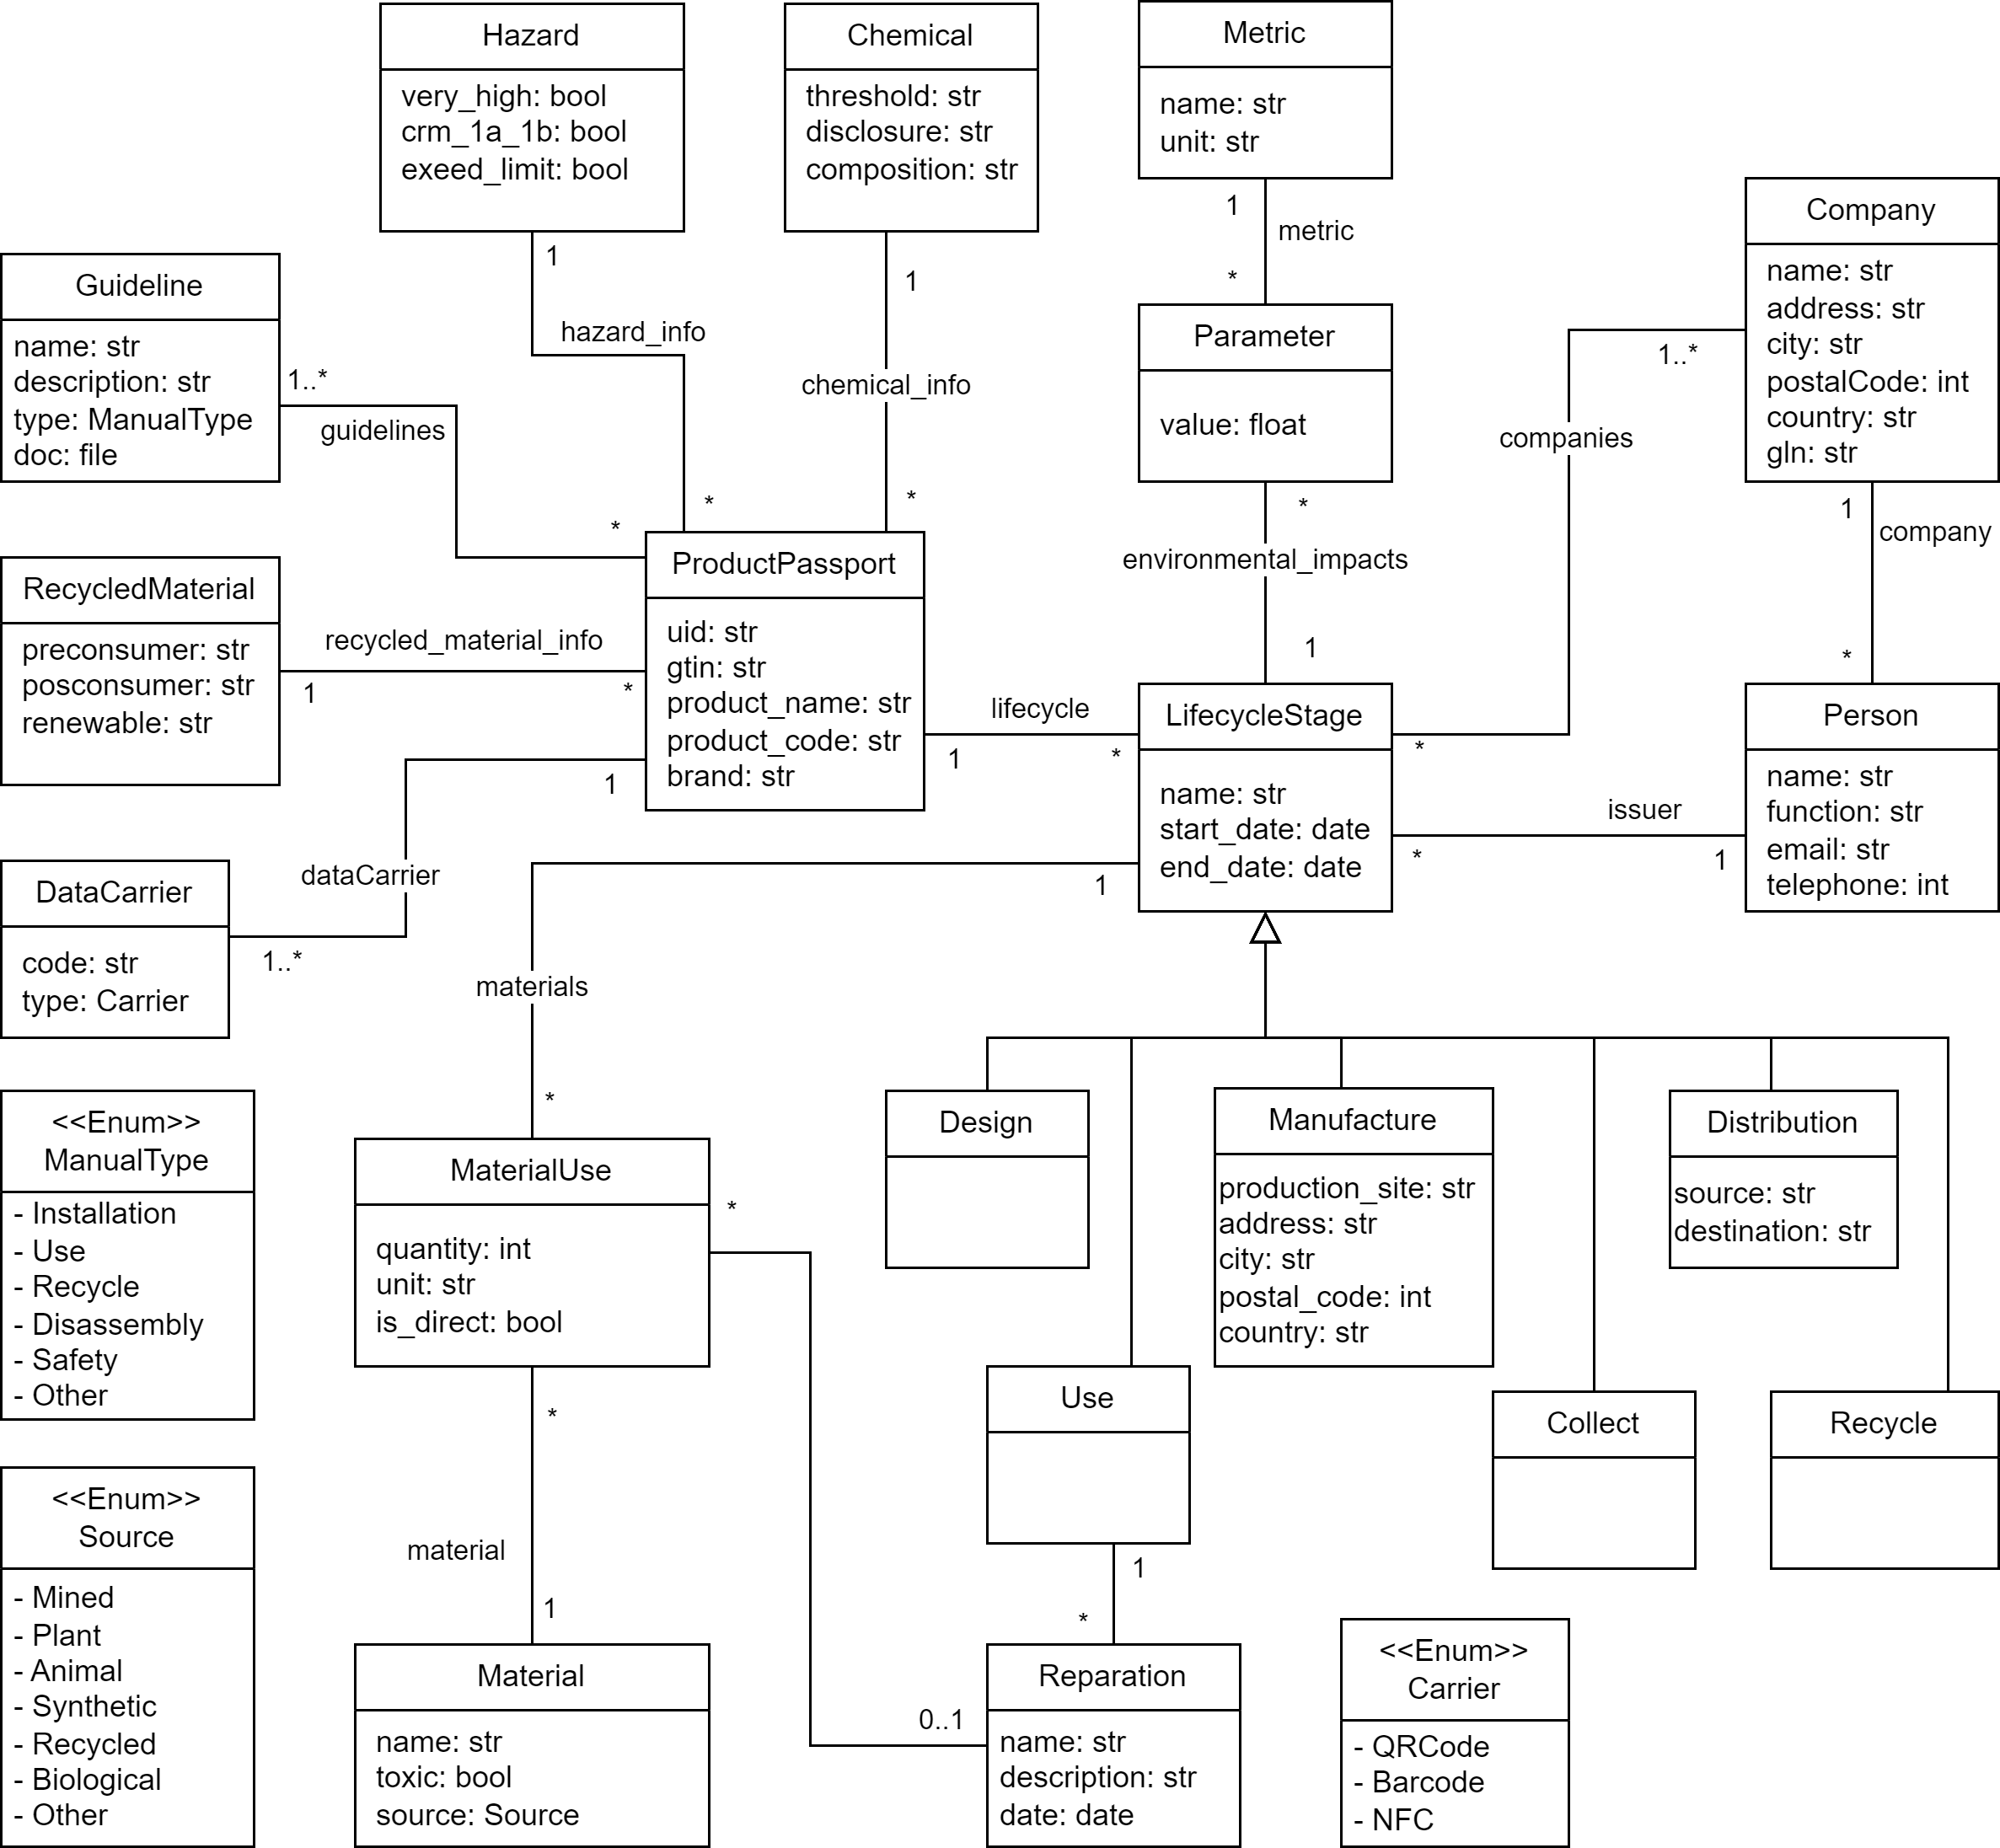 Hazard
very_high: bool
crm_1a_1b: bool
exeed_limit: bool
Chemical
threshold: str
disclosure: str
composition: str
Metric
name: str
unit: str
Company
name: str
address: str
city: str
postalCode: int
country: str
gln: str
Guideline
name: str
description: str
type: ManualType
doc: file
1
hazard_info
*
1
chemical_info
*
1
metric
*
Parameter
value: float
1..*
companies
*
1..*
guidelines
*
*
environmental_impacts
1
1
company
*
RecycledMaterial
preconsumer: str
posconsumer: str
renewable: str
recycled_material_info
1
*
ProductPassport
uid: str
gtin: str
product_name: str
product_code: str
brand: str
lifecycle
1
*
LifecycleStage
name: str
start_date: date
end_date: date
issuer
*
1
Person
name: str
function: str
email: str
telephone: int
1
dataCarrier
1..*
DataCarrier
code: str
type: Carrier
1
materials
*
<<Enum>>
ManualType
- Installation
- Use
- Recycle
- Disassembly
- Safety
- Other
MaterialUse
quantity: int
unit: str
is_direct: bool
*
Design
Manufacture
production_site: str
address: str
city: str
postal_code: int
country: str
Distribution
source: str
destination: str
Use
Collect
Recycle
<<Enum>>
Source
- Mined
- Plant
- Animal
- Synthetic
- Recycled
- Biological
- Other
*
material
1
Material
name: str
toxic: bool
source: Source
1
*
0..1
Reparation
name: str
description: str
date: date
<<Enum>>
Carrier
- QRCode
- Barcode
- NFC